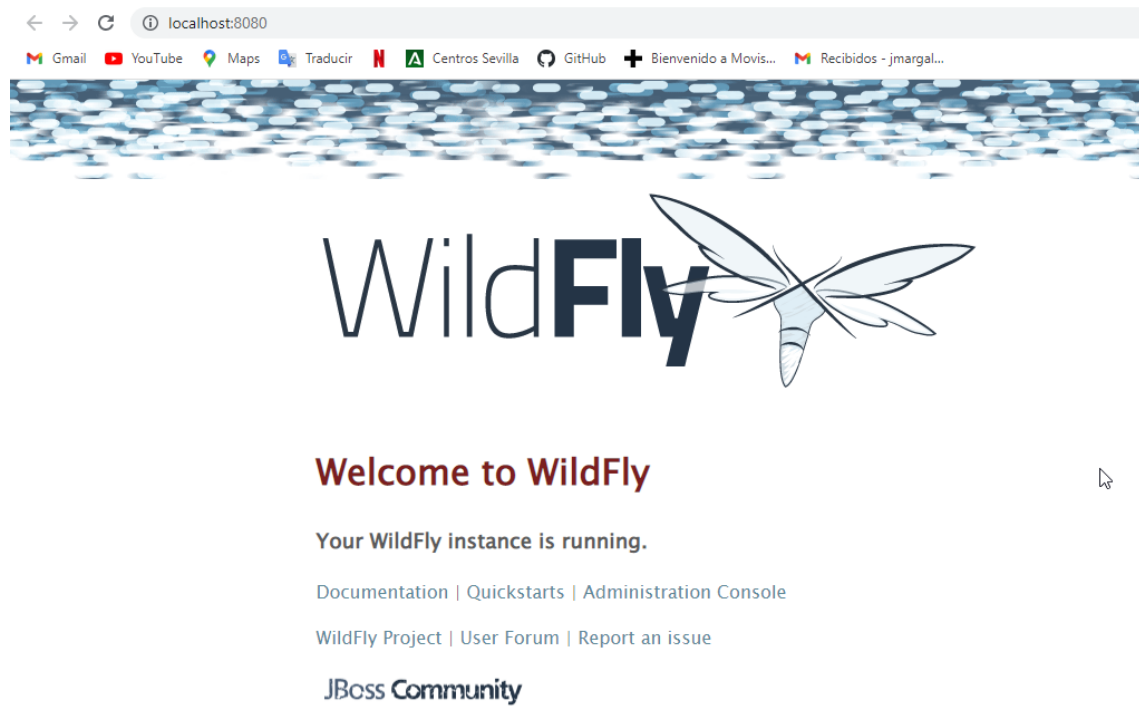 localhost:8080
Gmail YouTube Maps Traducir Centros Sevilla GitHub Bienvenido a Movis... Recibidos - jmargal...
WildFly
Welcome to WildFly
Your WildFly instance is running.
Documentation | Quickstarts | Administration Console
WildFly Project | User Forum | Report an issue
JBoss Community